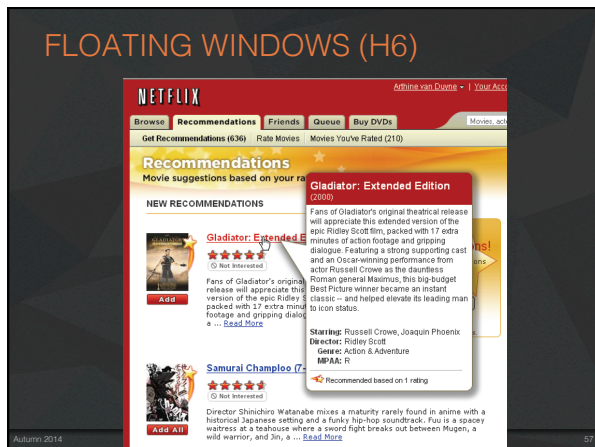 FLOATING WINDOWS (H6)
NETFLIX
Arthine van Duyne | Your Acco
Browse Recommendations Friends Queue Buy DVDs
Movies, act
Get Recommendations (636) Rate Movies Movies You've Rated (210)
Recommendations
Movie suggestions based on your ra
NEW RECOMMENDATIONS
Gladiator: Extended E
Not Interested
Add
Fans of Gladiator's original
release will appreciate this
version of the epic Ridley S
packed with 17 extra minut
footage and gripping dialog
a ... Read More
Gladiator: Extended Edition
(2000)
Fans of Gladiator's original theatrical release
will appreciate this extended version of the
epic Ridley Scott film, packed with 17 extra
minutes of action footage and gripping
dialogue. Featuring a strong supporting cast
and an Oscar-winning performance from
actor Russell Crowe as the dauntless
Roman general Maximus, this big-budget
Best Picture winner became an instant
classic -- and helped elevate its leading man
to icon status.
Starring: Russell Crowe, Joaquin Phoenix
Director: Ridley Scott
Genre: Action & Adventure
MPAA: R
Recommended based on 1 rating
Samurai Champloo (7-
Not Interested
Add All
Director Shinichiro Watanabe mixes a maturity rarely found in anime with a
historical Japanese setting and a funky hip-hop soundtrack. Fuu is a spacey
waitress at a teahouse where a sword fight breaks out between Mugen, a
wild warrior, and Jin, a ... Read More
Autumn 2014
57